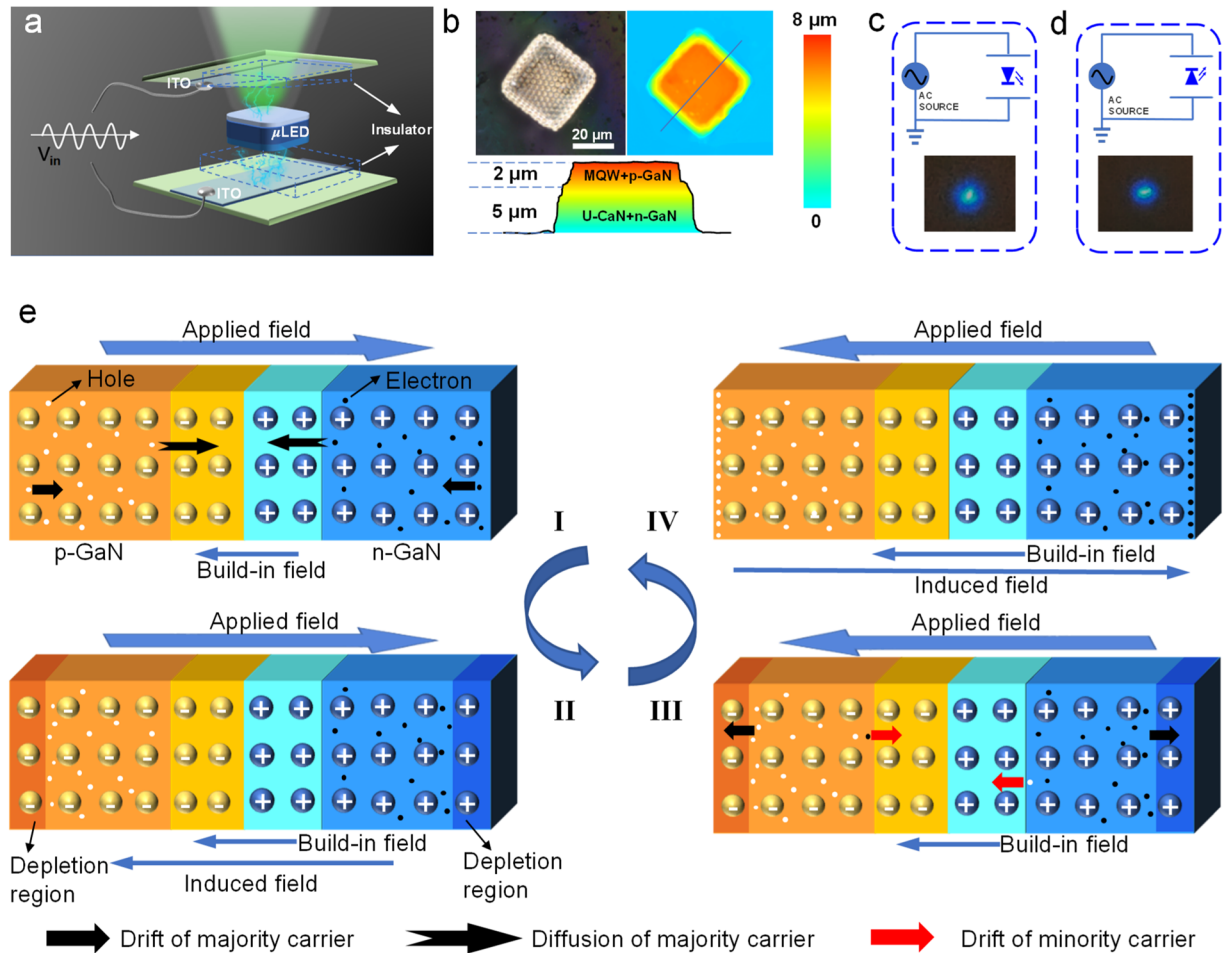 a
ITO
μLED
Insulator
Vin
ITO
b
20 μm
8 μm
0
2 μm
MQW+p-GaN
5 μm
U-CaN+n-GaN
c
AC
SOURCE
d
AC
SOURCE
e
Applied field
Hole
Electron
p-GaN
n-GaN
Build-in field
Applied field
Build-in field
Induced field
I
IV
II
III
Applied field
Depletion
region
Build-in field
Induced field
Depletion
region
Applied field
Build-in field
Drift of majority carrier
Diffusion of majority carrier
Drift of minority carrier